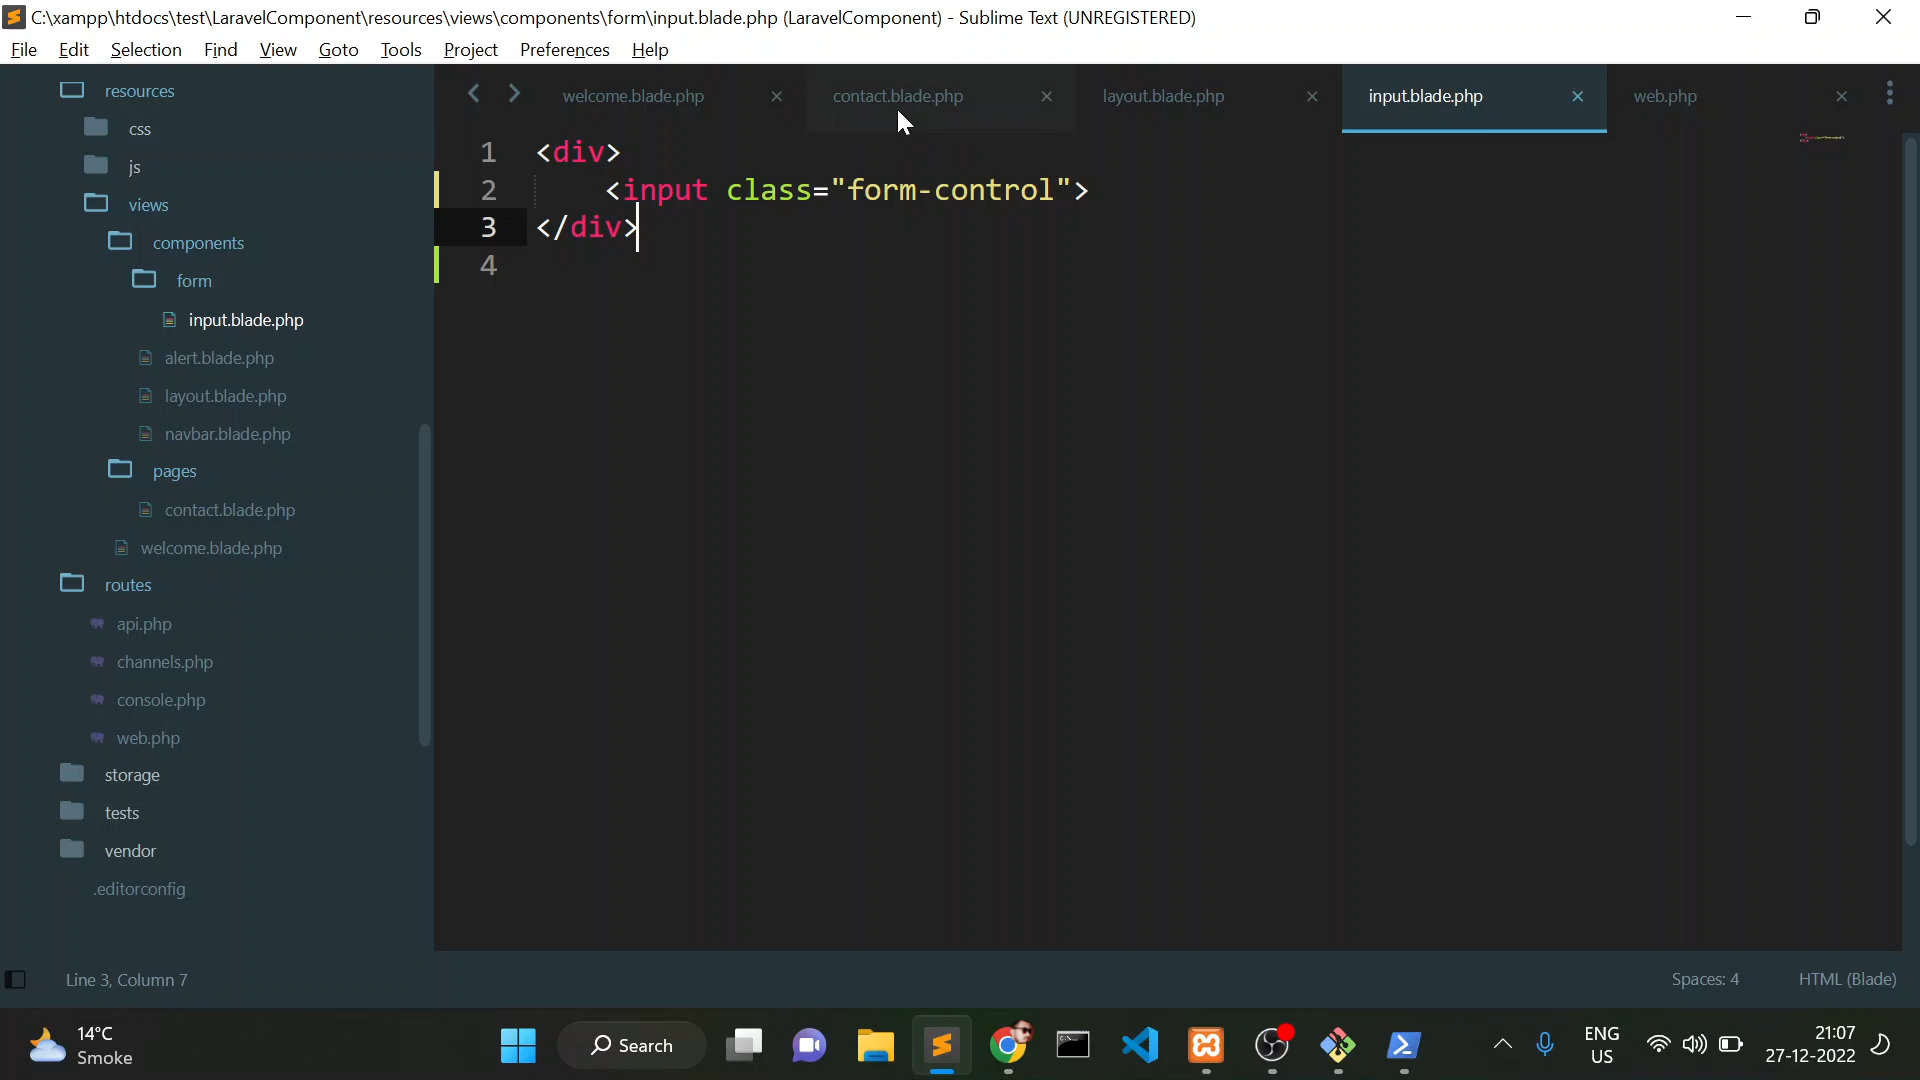 C:\xampp\htdocs\test\LaravelComponent\resources\views\components\form\input.blade.php (LaravelComponent) - Sublime Text (UNREGISTERED)
File Edit Selection Find View Goto Tools Project Preferences Help
welcome.blade.php contact.blade.php layout.blade.php input.blade.php web.php
resources
css
js
views
components
form
input.blade.php
alert.blade.php
layout.blade.php
navbar.blade.php
pages
contact.blade.php
welcome.blade.php
routes
api.php
channels.php
console.php
web.php
storage
tests
vendor
.editorconfig
1 <div>
2 <input class="form-control">
3 </div>
4
Line 3, Column 7 Spaces: 4 HTML (Blade)
14°C
Smoke
Search
ENG
US
21:07
27-12-2022